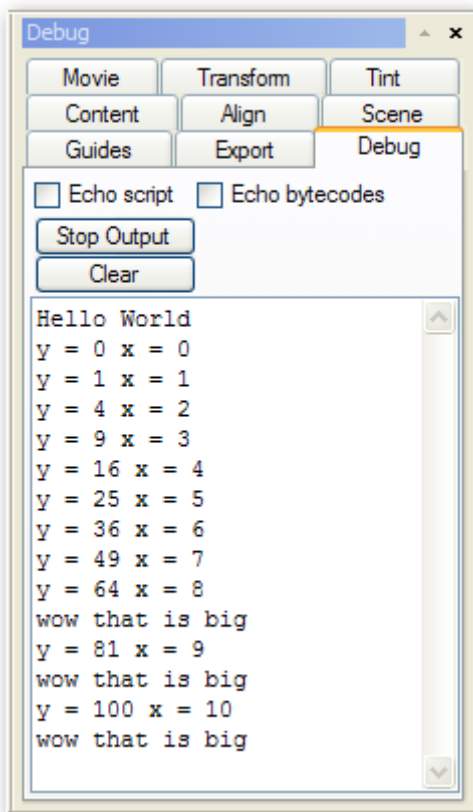 Debug
Movie Transform Tint
Content Align Scene
Guides Export Debug
Echo script Echo bytecodes
Stop Output
Clear
Hello World
y = 0 x = 0
y = 1 x = 1
y = 4 x = 2
y = 9 x = 3
y = 16 x = 4
y = 25 x = 5
y = 36 x = 6
y = 49 x = 7
y = 64 x = 8
wow that is big
y = 81 x = 9
wow that is big
y = 100 x = 10
wow that is big